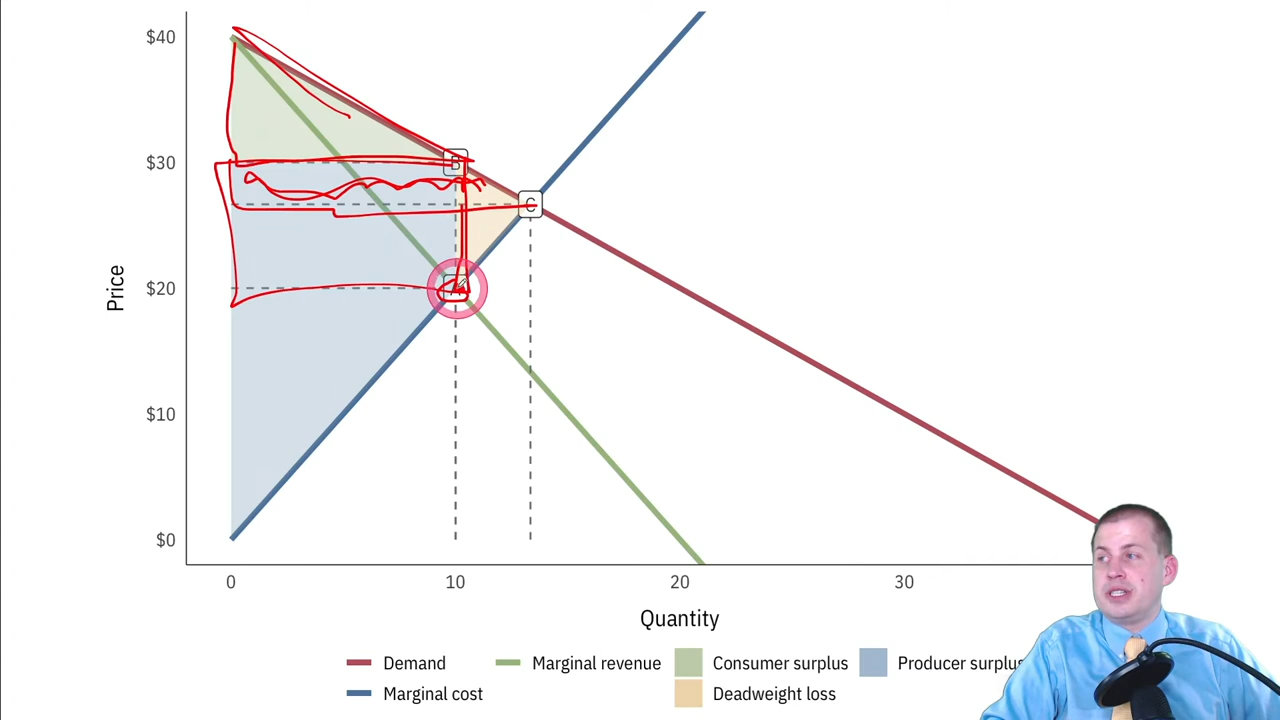 $40
$30
$20
$10
$0
Price
B
C
0 10 20 30
Quantity
Demand Marginal revenue Consumer surplus Producer surplus
Marginal cost Deadweight loss